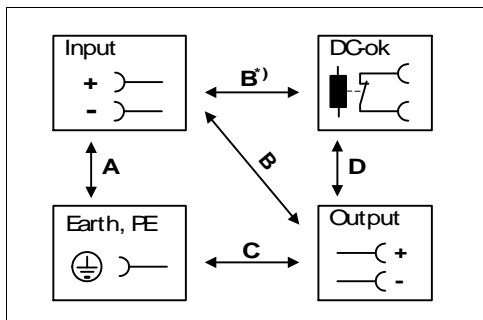 Input
DC-ok
+
-
B*)
A
B
D
Earth, PE
Output
C
+
-